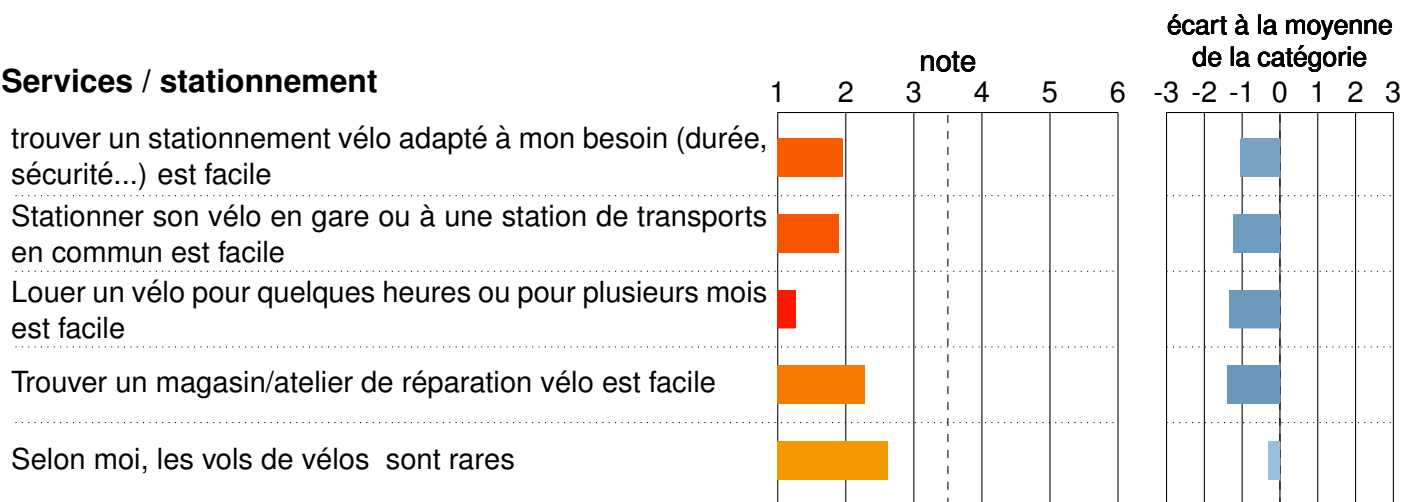 écart à la moyenne
note de la catégorie
Services / stationnement
1 2 3 4 5 6 -3 -2 -1 0 1 2 3
trouver un stationnement vélo adapté à mon besoin (durée,
sécurité...) est facile
Stationner son vélo en gare ou à une station de transports
en commun est facile
Louer un vélo pour quelques heures ou pour plusieurs mois
est facile
Trouver un magasin/atelier de réparation vélo est facile
Selon moi, les vols de vélos sont rares